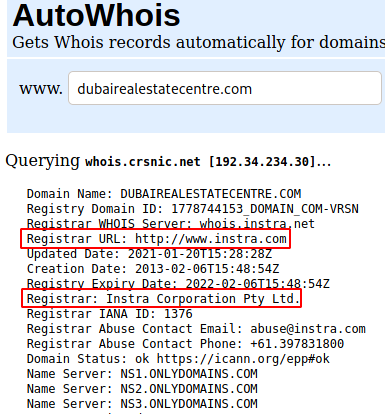 AutoWhois
Gets Whois records automatically for domains
www. dubairealestatecentre.com
Querying whois.crsnic.net [192.34.234.30]...
Domain Name: DUBAIREALESTATECENTRE.COM
Registry Domain ID: 1778744153_DOMAIN_COM-VRSN
Registrar WHOIS Server: whois.instra.net
Registrar URL: http://www.instra.com
Updated Date: 2021-01-20T15:28:28Z
Creation Date: 2013-02-06T15:48:54Z
Registry Expiry Date: 2022-02-06T15:48:54Z
Registrar: Instra Corporation Pty Ltd.
Registrar IANA ID: 1376
Registrar Abuse Contact Email: abuse@instra.com
Registrar Abuse Contact Phone: +61.397831800
Domain Status: ok https://icann.org/epp#ok
Name Server: NS1.ONLYDOMAINS.COM
Name Server: NS2.ONLYDOMAINS.COM
Name Server: NS3.ONLYDOMAINS.COM